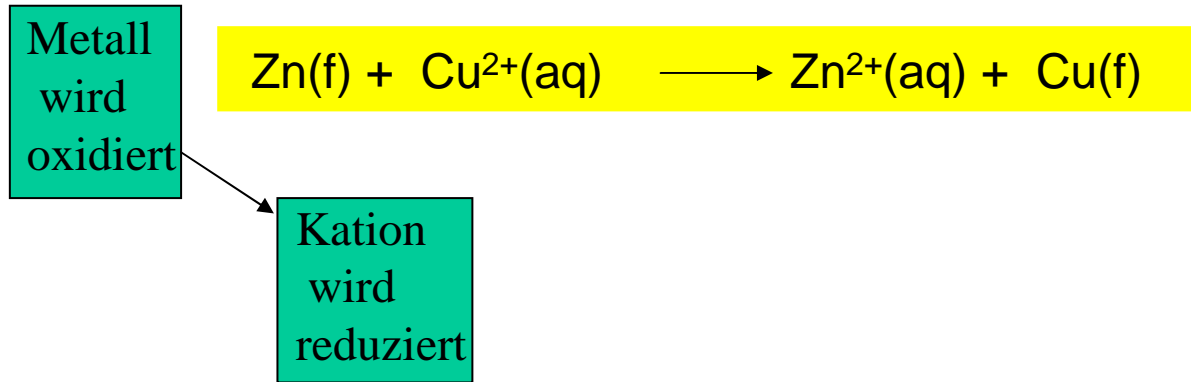 Metall
wird
oxidiert
Zn(f) + Cu²⁺(aq) ⟶ Zn²⁺(aq) + Cu(f)
Kation
wird
reduziert